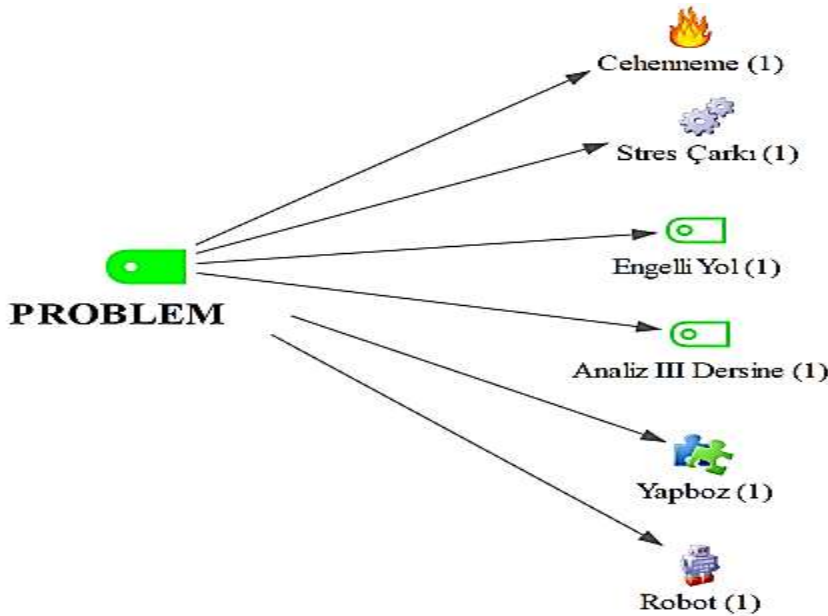 Cehenneme (1)
Stres Çarkı (1)
Engelli Yol (1)
PROBLEM
Analiz III Dersine (1)
Yapboz (1)
Robot (1)